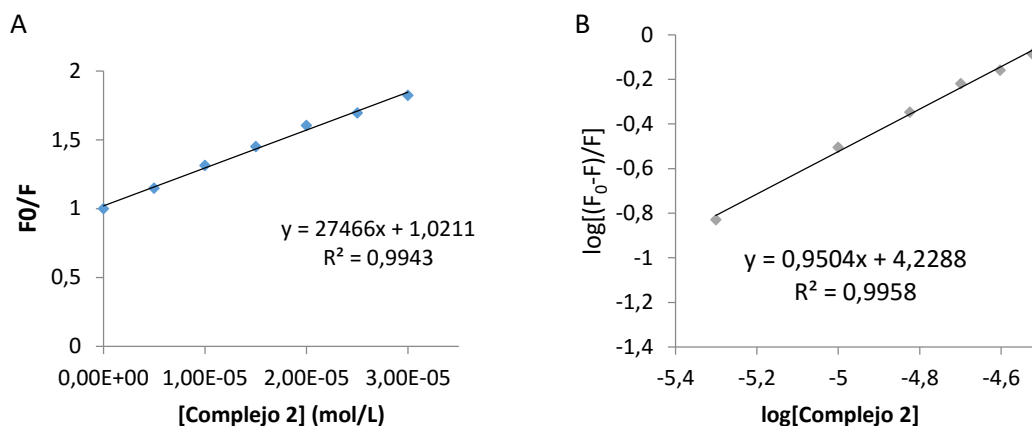 A
2
1,5
1
0,5
0
F0/F
y = 27466x + 1,0211
R² = 0,9943
0,00E+00 1,00E-05 2,00E-05 3,00E-05
[Complejo 2] (mol/L)
B
0
-0,2
-0,4
-0,6
-0,8
-1
-1,2
-1,4
log[(F₀-F)/F]
y = 0,9504x + 4,2288
R² = 0,9958
-5,4 -5,2 -5 -4,8 -4,6
log[Complejo 2]